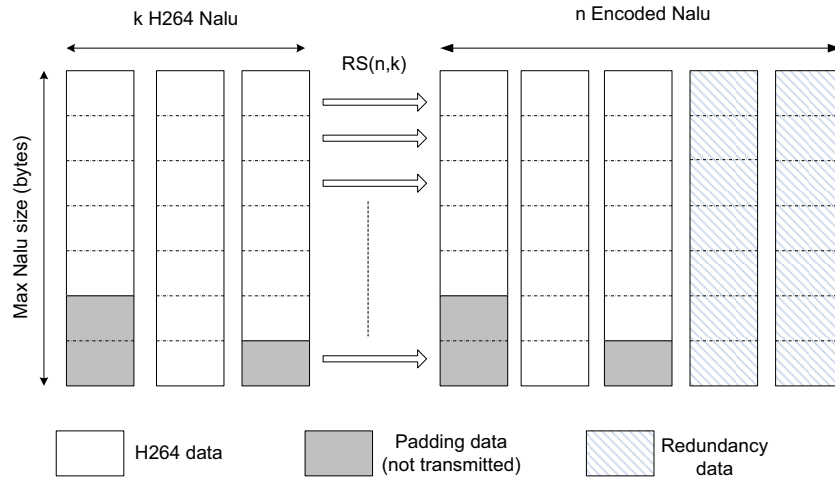 k H264 Nalu
n Encoded Nalu
RS(n,k)
Max Nalu size (bytes)
H264 data
Padding data
(not transmitted)
Redundancy
data